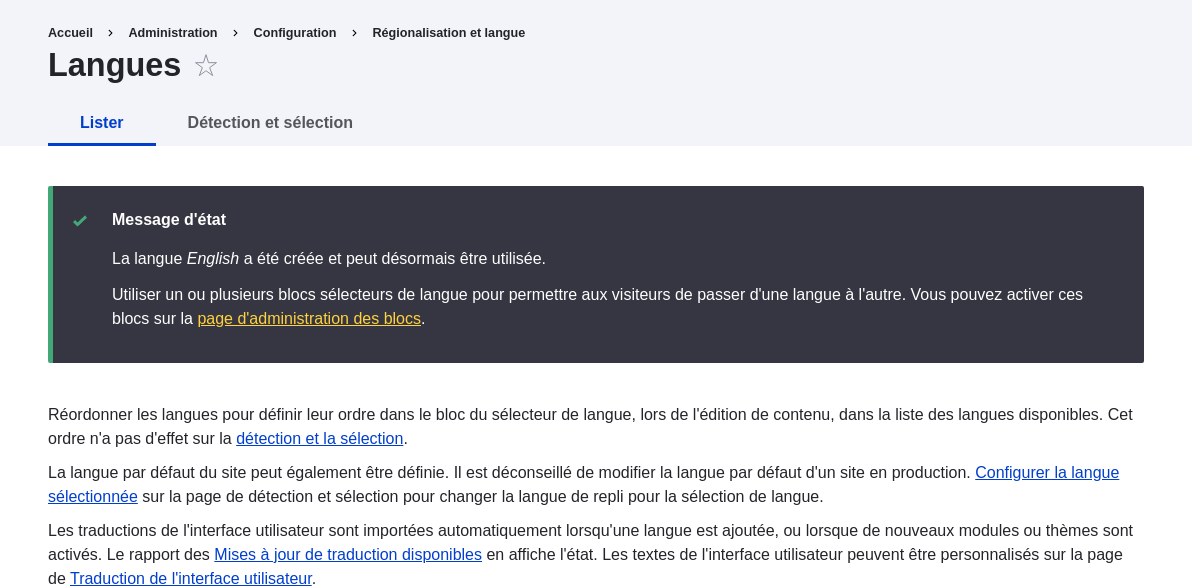 Accueil > Administration > Configuration > Régionalisation et langue
Langues ☆
Lister Détection et sélection
Message d'état
La langue English a été créée et peut désormais être utilisée.
Utiliser un ou plusieurs blocs sélecteurs de langue pour permettre aux visiteurs de passer d'une langue à l'autre. Vous pouvez activer ces
blocs sur la page d'administration des blocs.
Réordonner les langues pour définir leur ordre dans le bloc du sélecteur de langue, lors de l'édition de contenu, dans la liste des langues disponibles. Cet
ordre n'a pas d'effet sur la détection et la sélection.
La langue par défaut du site peut également être définie. Il est déconseillé de modifier la langue par défaut d'un site en production. Configurer la langue
sélectionnée sur la page de détection et sélection pour changer la langue de repli pour la sélection de langue.
Les traductions de l'interface utilisateur sont importées automatiquement lorsqu'une langue est ajoutée, ou lorsque de nouveaux modules ou thèmes sont
activés. Le rapport des Mises à jour de traduction disponibles en affiche l'état. Les textes de l'interface utilisateur peuvent être personnalisés sur la page
de Traduction de l'interface utilisateur.